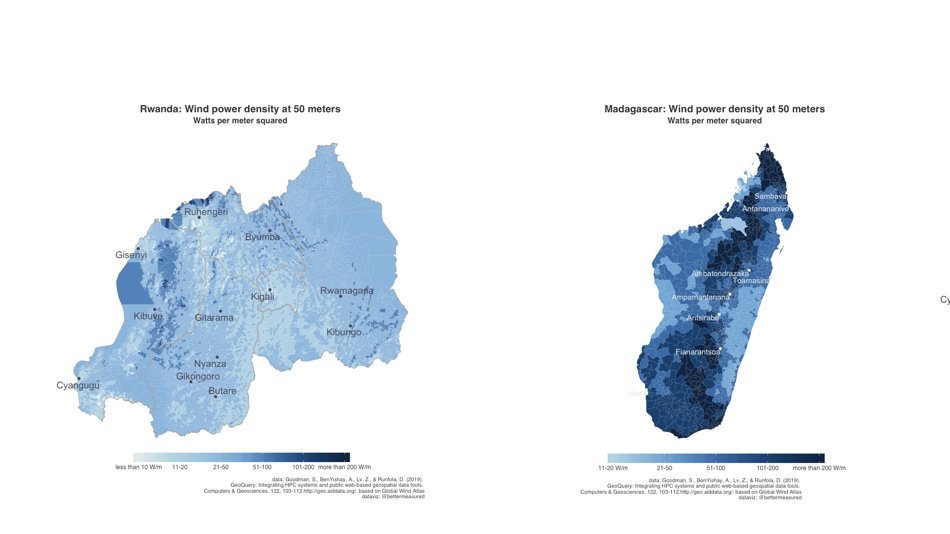 Rwanda: Wind power density at 50 meters
Watts per meter squared
Ruhengeri
Byumba
Gisenyi
Rwamagana
Kigali
Kibuye
Gitarama
Kibungo
Nyanza
Gikongoro
Cyangugu
Butare
less than 10 W/m 11-20 21-50 51-100 101-200 more than 200 W/m
data: Goodman, S., BenYishay, A., Lv, Z., & Runfola, D. (2019).
GeoQuery: Integrating HPC systems and public web-based geospatial data tools.
Computers & Geosciences, 122, 103-112.http://geo.aiddata.org/. based on Global Wind Atlas
dataviz: @bettermeasured
Madagascar: Wind power density at 50 meters
Watts per meter squared
Sambava
Antananarivo
Ambatondrazaka
Toamasina
Ampamantanana
Antsirabe
Fianarantsoa
11-20 W/m 21-50 51-100 101-200 more than 200 W/m
data: Goodman, S., BenYishay, A., Lv, Z., & Runfola, D. (2019).
GeoQuery: Integrating HPC systems and public web-based geospatial data tools.
Computers & Geosciences, 122, 103-112.http://geo.aiddata.org/. based on Global Wind Atlas
dataviz: @bettermeasured
Cy